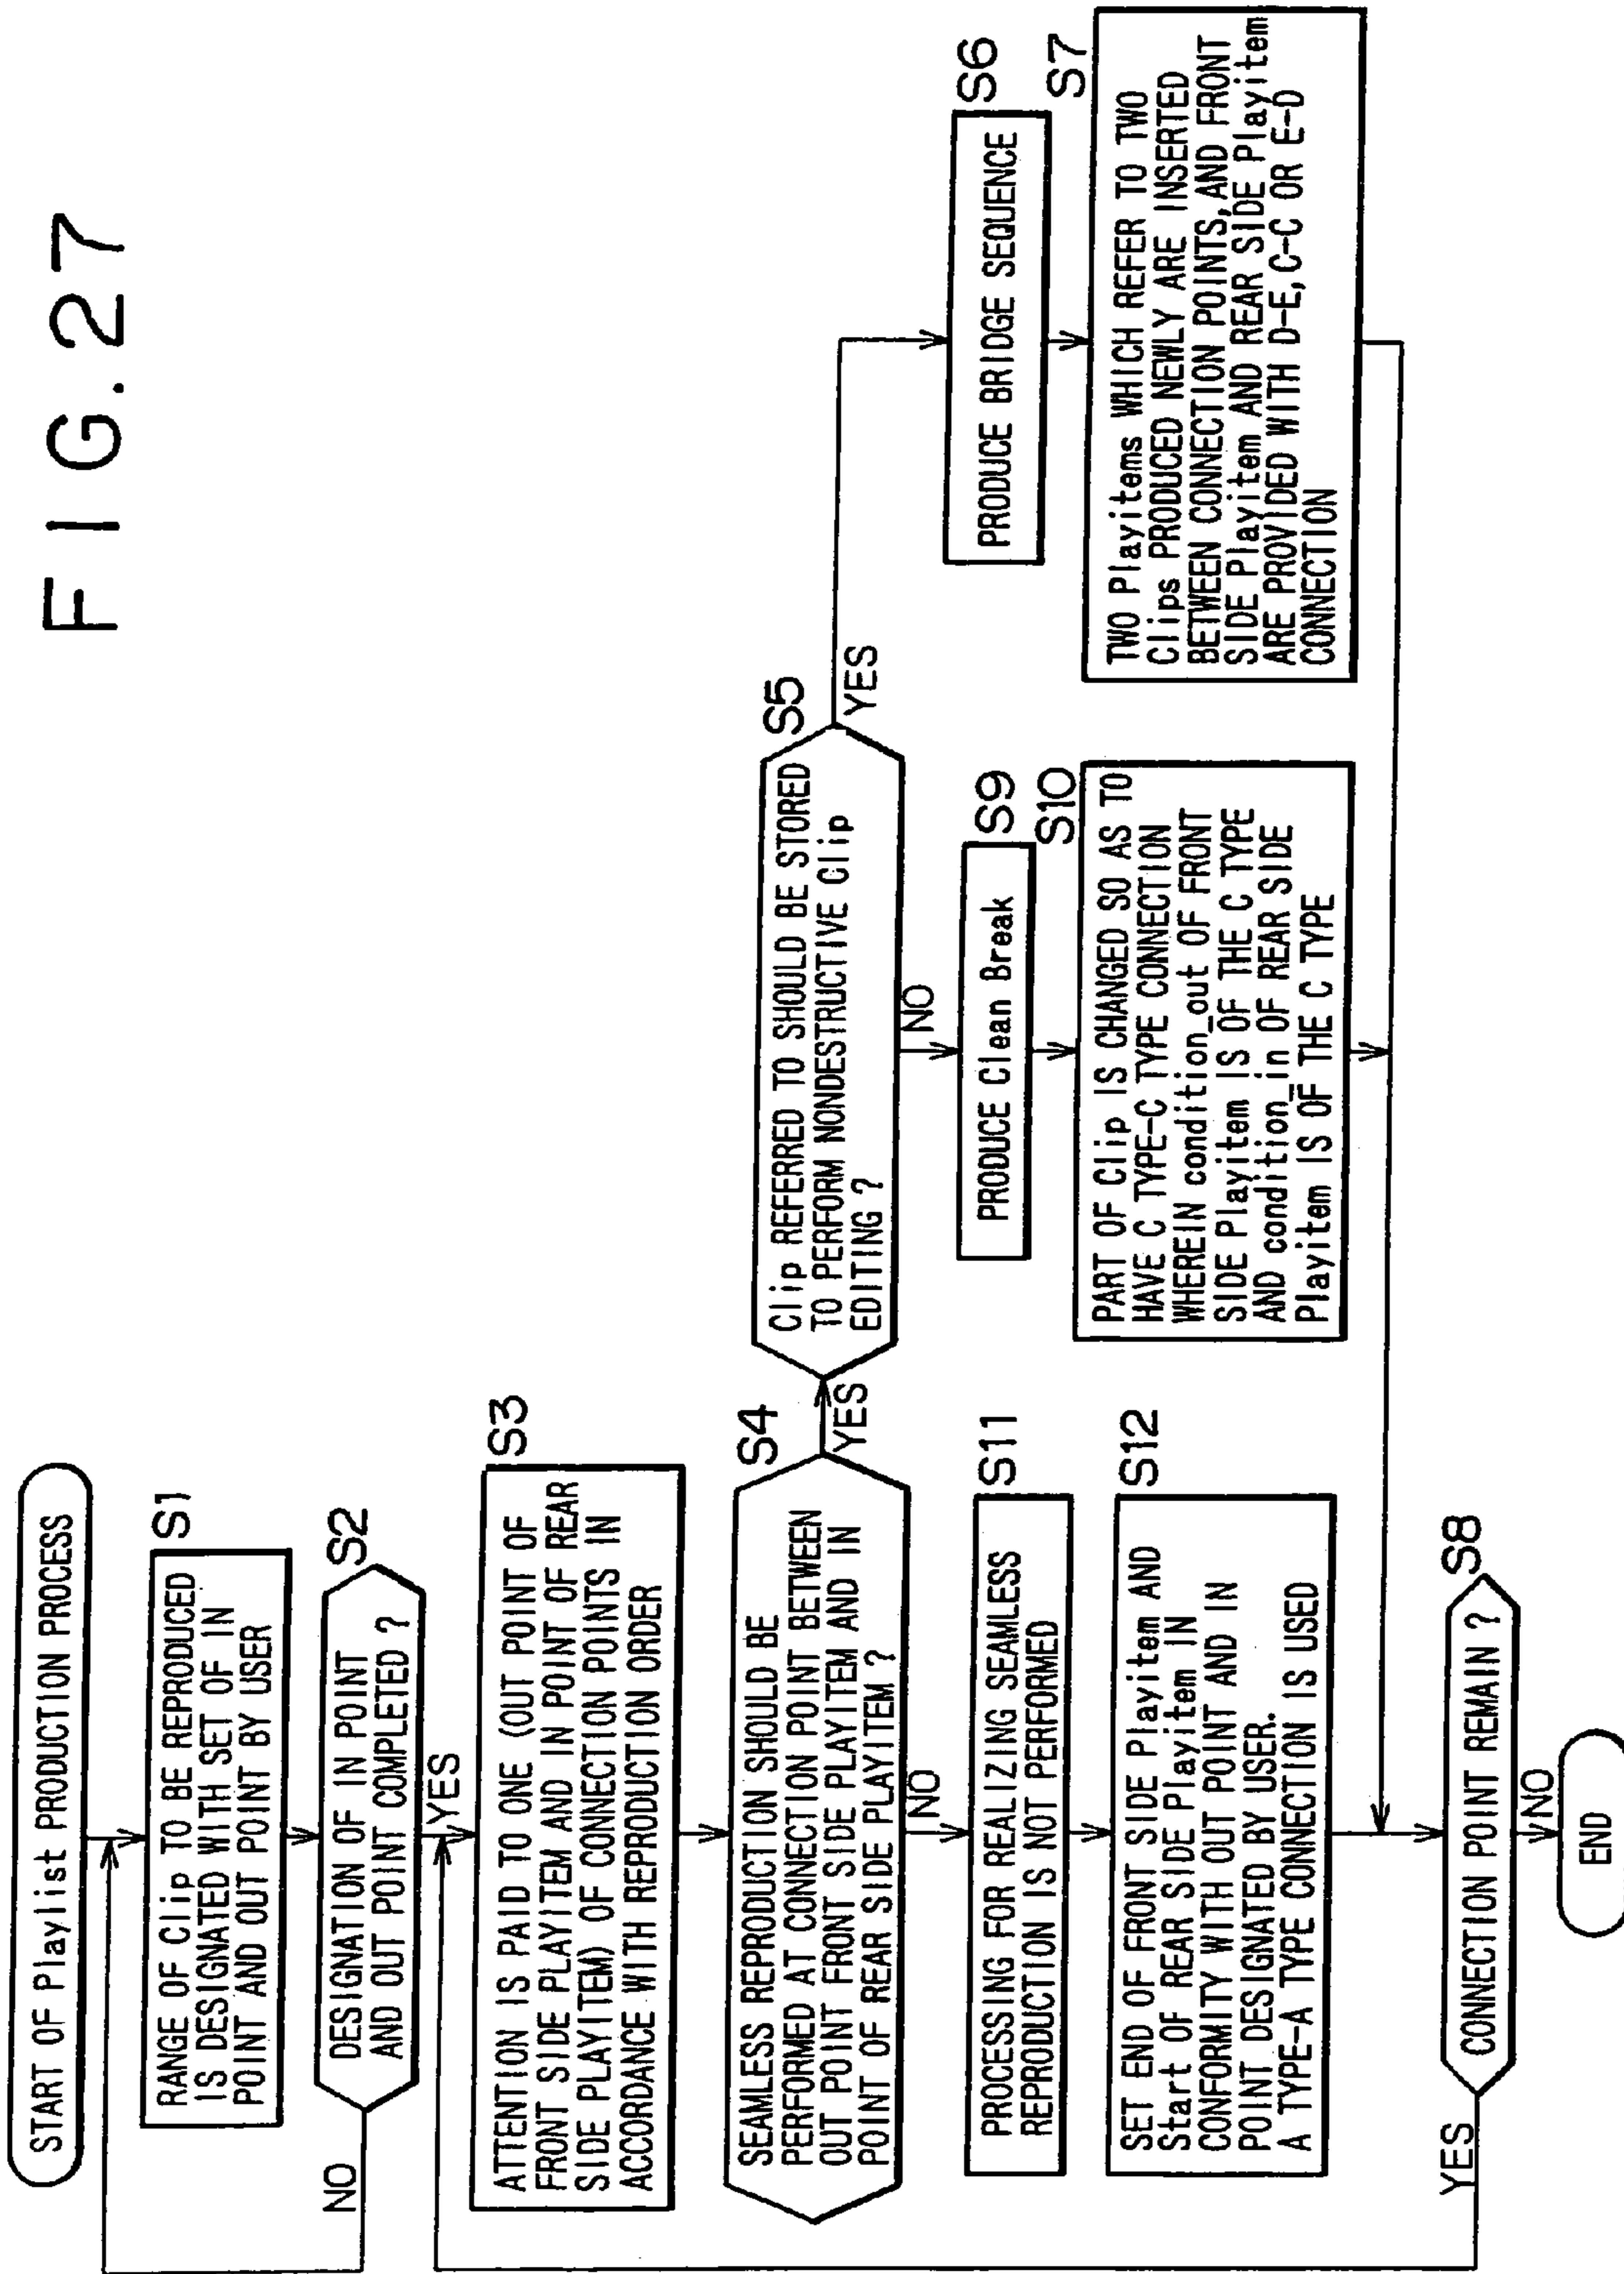 FIG.27
START OF Playlist PRODUCTION PROCESS
S1
RANGE OF Clip TO BE REPRODUCED
IS DESIGNATED WITH SET OF IN
POINT AND OUT POINT BY USER
S2
DESIGNATION OF IN POINT
AND OUT POINT COMPLETED ?
NO
YES
S3
ATTENTION IS PAID TO ONE (OUT POINT OF
FRONT SIDE PLAYITEM AND IN POINT OF REAR
SIDE PLAYITEM) OF CONNECTION POINTS IN
ACCORDANCE WITH REPRODUCTION ORDER
S4
SEAMLESS REPRODUCTION SHOULD BE
PERFORMED AT CONNECTION POINT BETWEEN
OUT POINT FRONT SIDE PLAYITEM AND IN
POINT OF REAR SIDE PLAYITEM ?
YES
NO
S5
Clip REFERRED TO SHOULD BE STORED
TO PERFORM NONDESTRUCTIVE Clip
EDITING ?
YES
NO
S6
PRODUCE BRIDGE SEQUENCE
S7
TWO Playitems WHICH REFER TO TWO
Clips PRODUCED NEWLY ARE INSERTED
BETWEEN CONNECTION POINTS, AND FRONT
SIDE Playitem AND REAR SIDE Playitem
ARE PROVIDED WITH D-E, C-C OR E-D
CONNECTION
S9
PRODUCE Clean Break
S10
PART OF Clip IS CHANGED SO AS TO
HAVE C TYPE-C TYPE CONNECTION
WHEREIN condition_out OF FRONT
SIDE Playitem IS OF THE C TYPE
AND condition_in OF REAR SIDE
Playitem IS OF THE C TYPE
S11
PROCESSING FOR REALIZING SEAMLESS
REPRODUCTION IS NOT PERFORMED
S12
SET END OF FRONT SIDE Playitem AND
Start OF REAR SIDE Playitem IN
CONFORMITY WITH OUT POINT AND IN
POINT DESIGNATED BY USER.
A TYPE-A TYPE CONNECTION IS USED
S8
CONNECTION POINT REMAIN ?
YES
NO
END